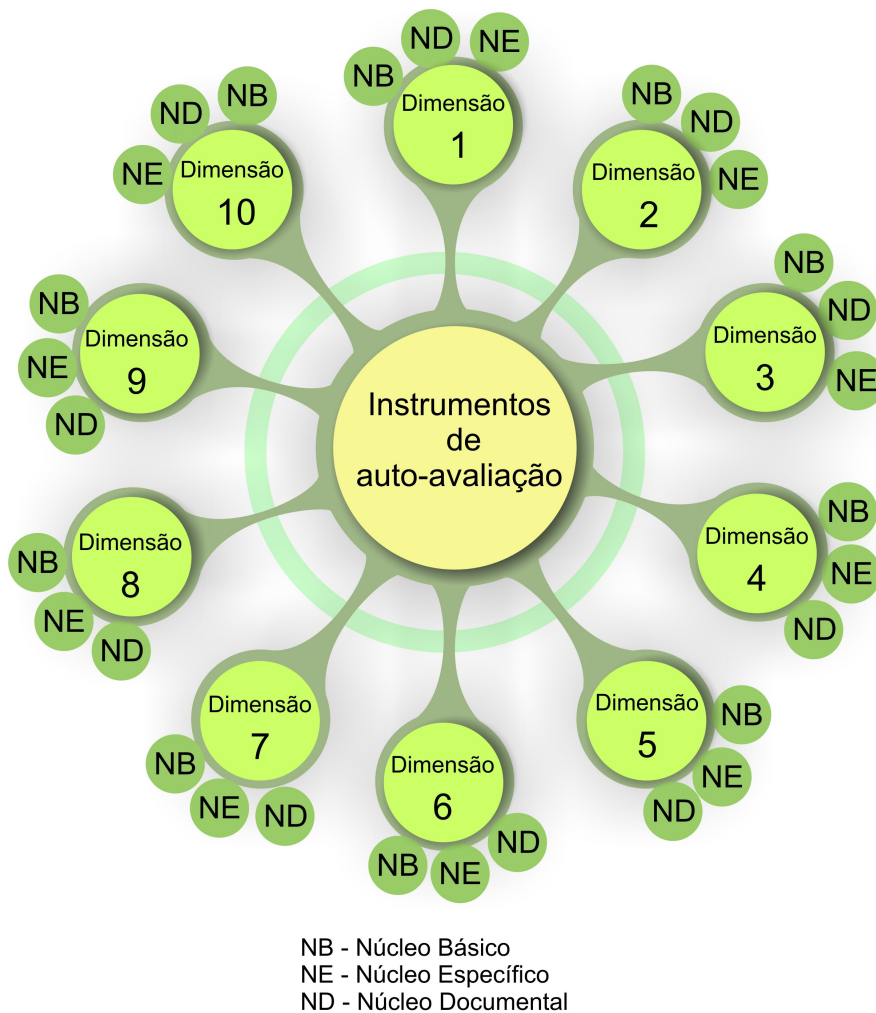 Instrumentos
de
auto-avaliação
Dimensão
1
NB
ND
NE
Dimensão
2
NB
ND
NE
Dimensão
3
NB
ND
NE
Dimensão
4
NB
NE
ND
Dimensão
5
NB
NE
ND
Dimensão
6
NB
NE
ND
Dimensão
7
NB
NE
ND
Dimensão
8
NB
NE
ND
Dimensão
9
NB
NE
ND
Dimensão
10
NE
ND
NB
NB - Núcleo Básico
NE - Núcleo Específico
ND - Núcleo Documental